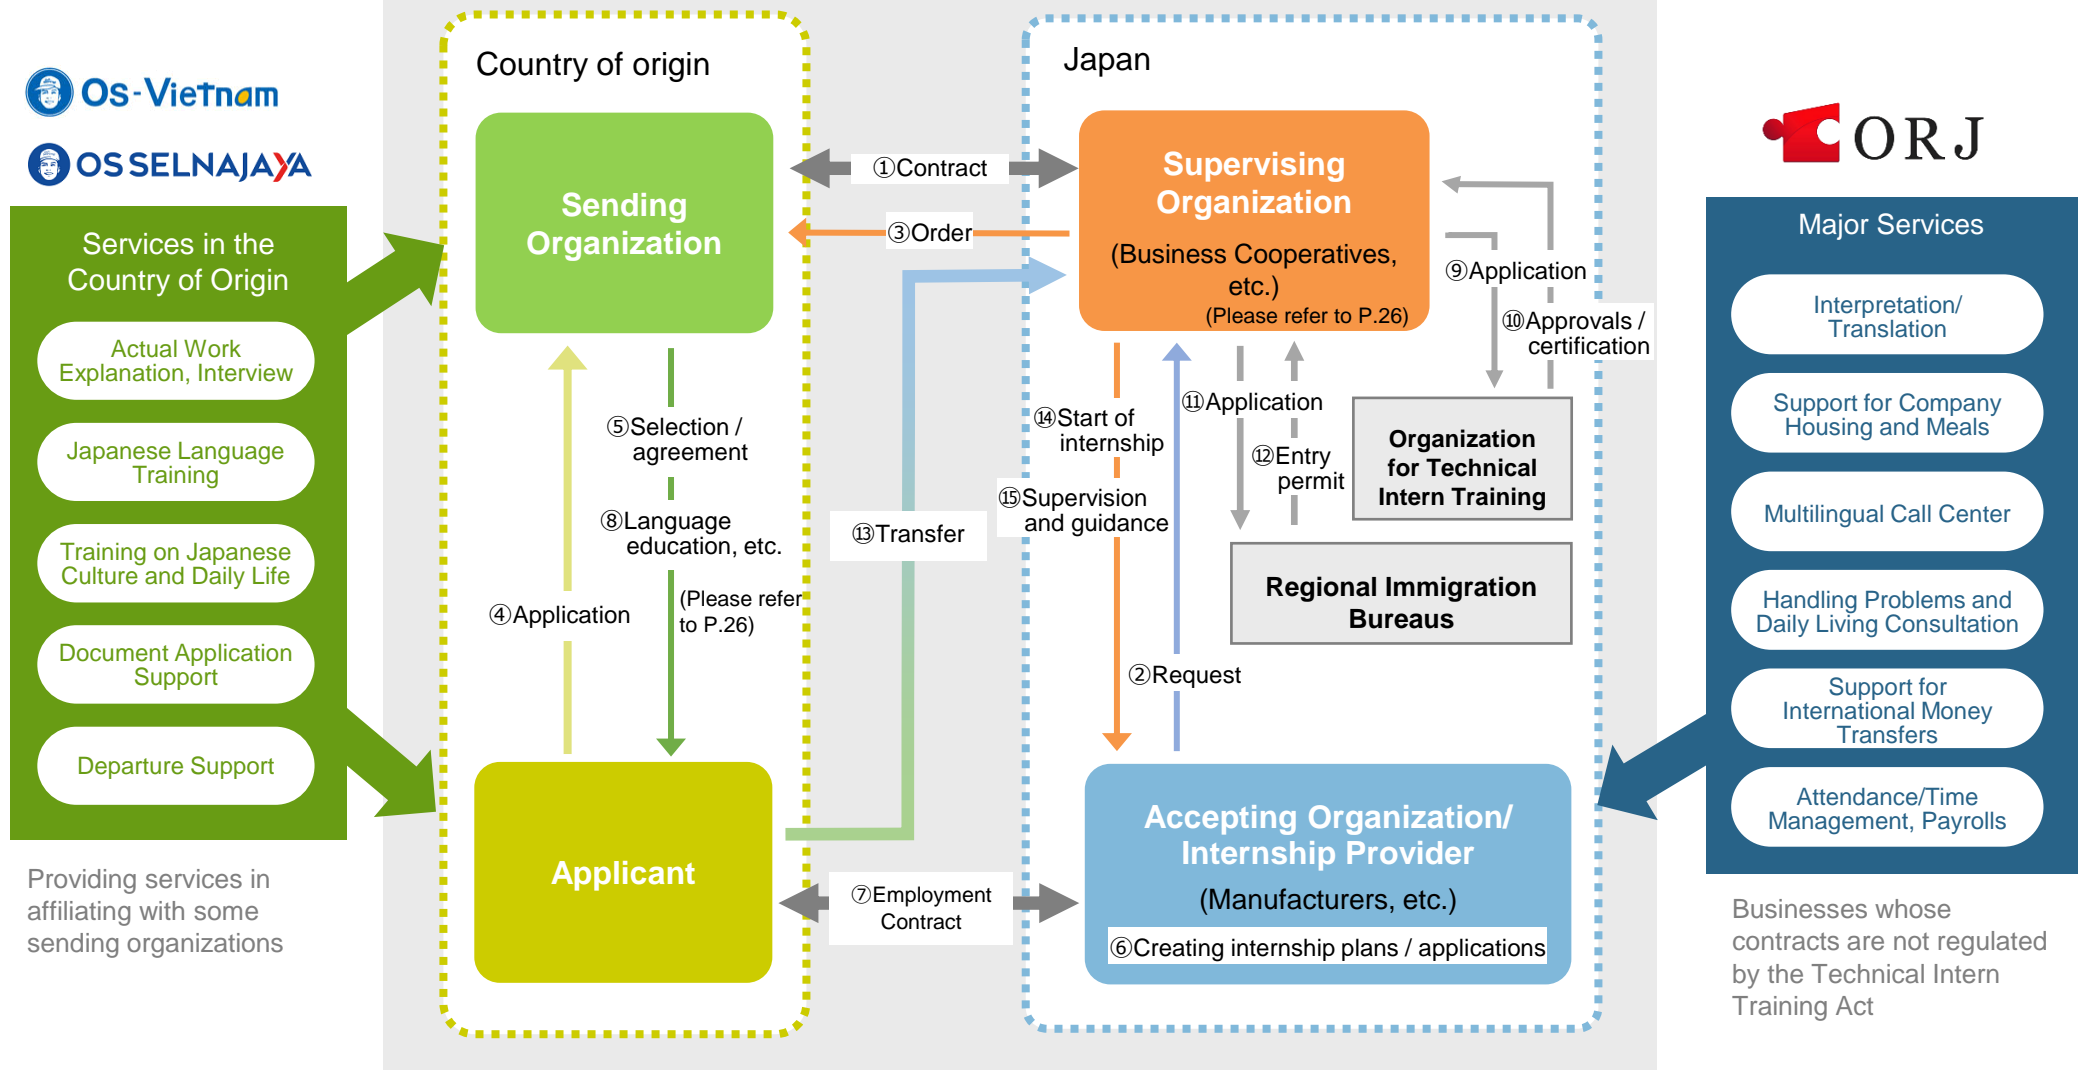 Os-Vietnam
OS SELNAJAYA
Services in the
Country of Origin
Actual Work
Explanation, Interview
Japanese Language
Training
Training on Japanese
Culture and Daily Life
Document Application
Support
Departure Support
Providing services in
affiliating with some
sending organizations
Country of origin
Sending
Organization
⑤Selection /
agreement
⑧Language
education, etc.
(Please refer
to P.26)
④Application
Applicant
①Contract
③Order
⑬Transfer
⑦Employment
Contract
Japan
Supervising
Organization
(Business Cooperatives,
etc.)
(Please refer to P.26)
⑨Application
⑩Approvals /
certification
⑭Start of
internship
⑪Application
⑫Entry
permit
⑮Supervision
and guidance
Organization
for Technical
Intern Training
Regional Immigration
Bureaus
②Request
Accepting Organization/
Internship Provider
(Manufacturers, etc.)
⑥Creating internship plans / applications
ORJ
Major Services
Interpretation/
Translation
Support for Company
Housing and Meals
Multilingual Call Center
Handling Problems and
Daily Living Consultation
Support for
International Money
Transfers
Attendance/Time
Management, Payrolls
Businesses whose
contracts are not regulated
by the Technical Intern
Training Act